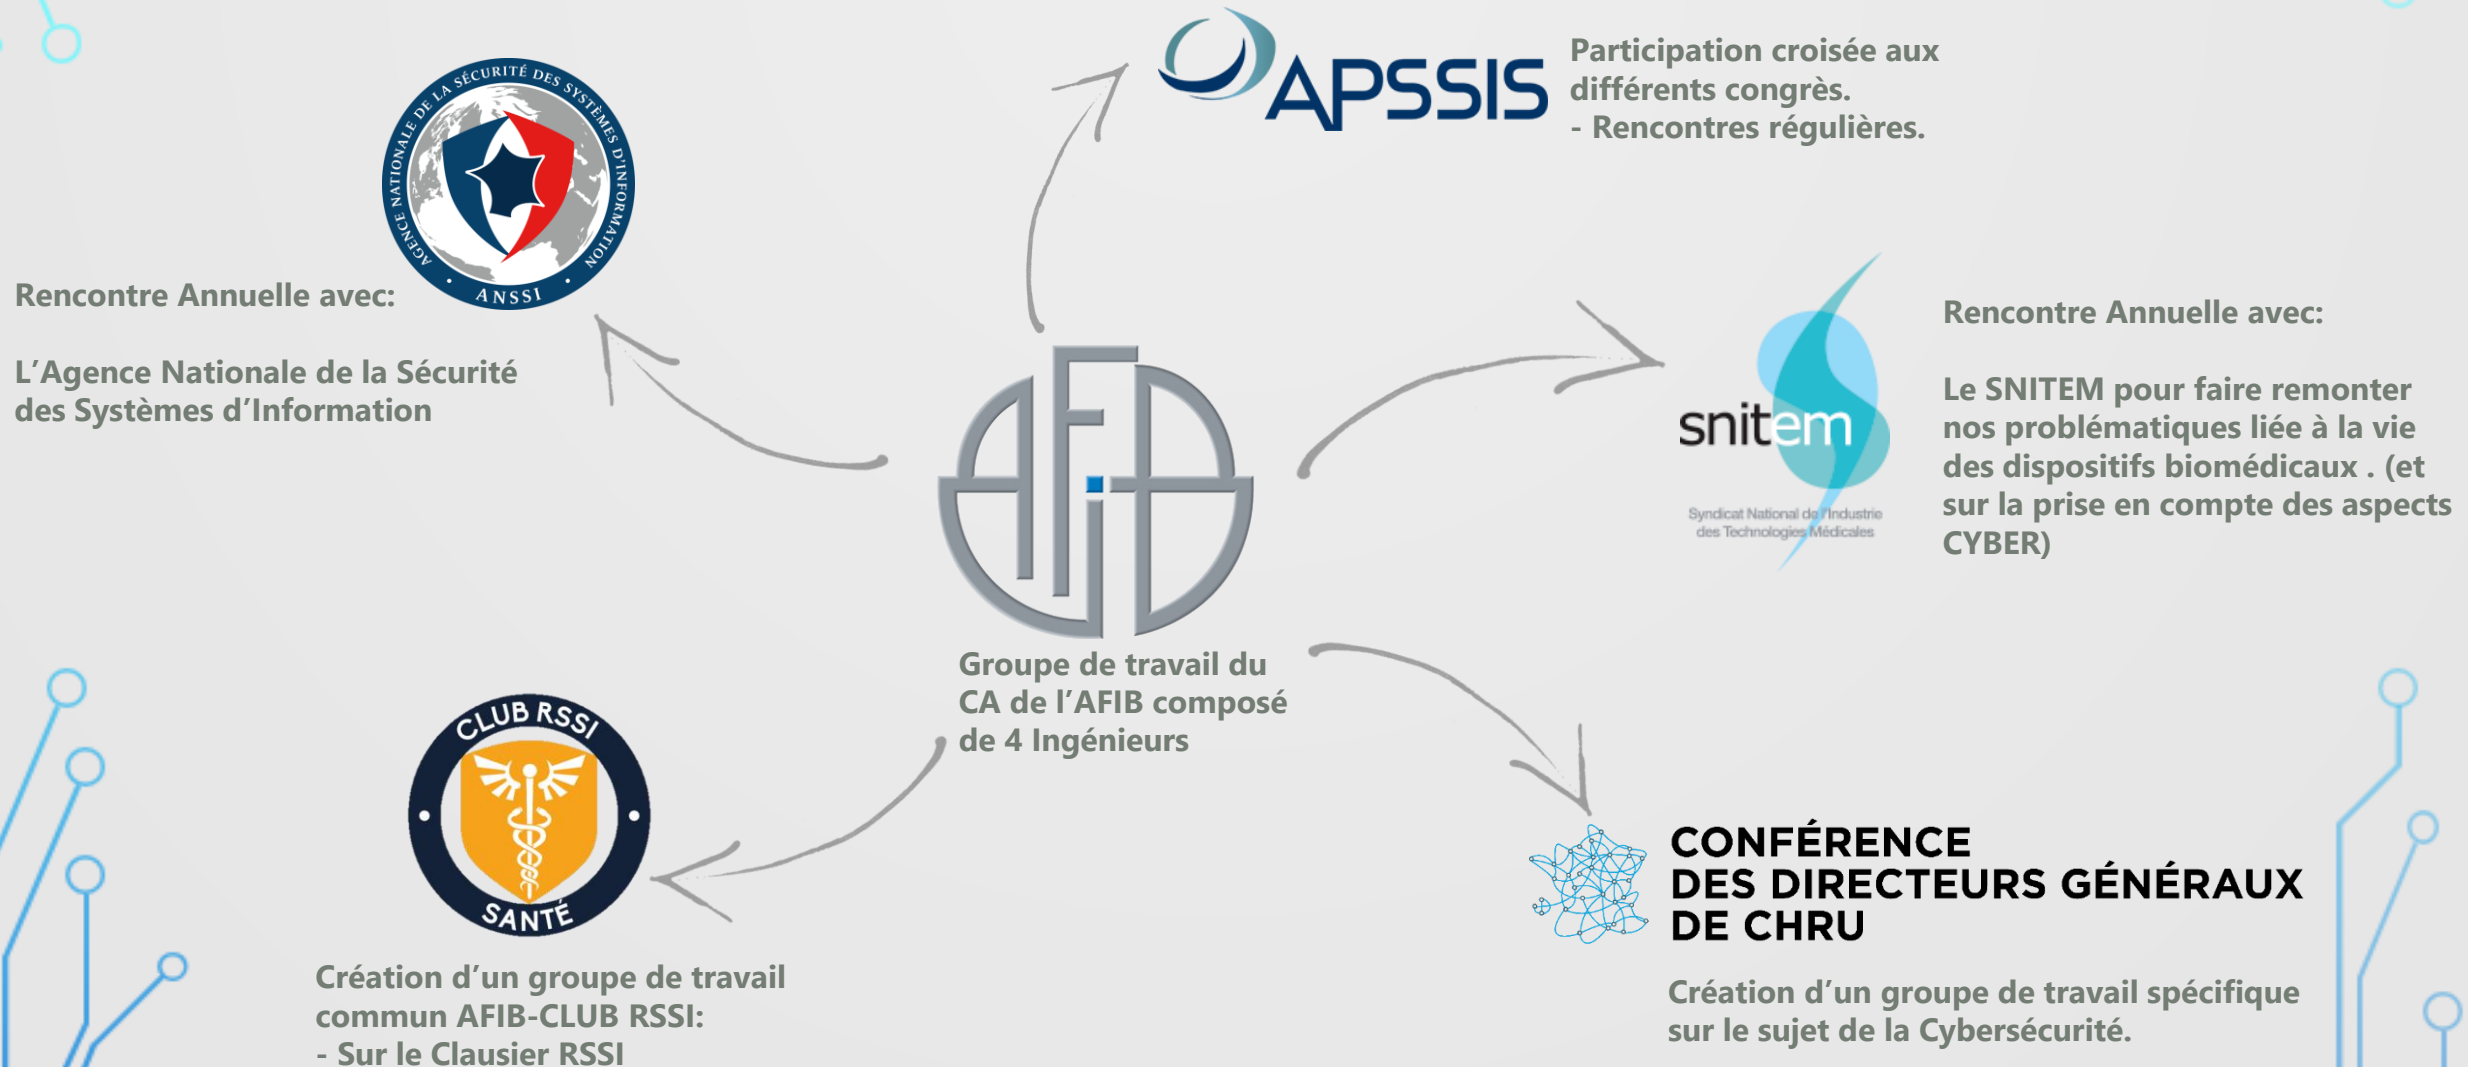 AGENCE NATIONALE DE LA SÉCURITÉ DES SYSTÈMES D'INFORMATION
ANSSI
Rencontre Annuelle avec:
L’Agence Nationale de la Sécurité
des Systèmes d’Information
APSSIS
Participation croisée aux
différents congrès.
- Rencontres régulières.
snitem
Syndicat National de l'Industrie
des Technologies Médicales
Rencontre Annuelle avec:
Le SNITEM pour faire remonter
nos problématiques liée à la vie
des dispositifs biomédicaux . (et
sur la prise en compte des aspects
CYBER)
AFiB
Groupe de travail du
CA de l’AFIB composé
de 4 Ingénieurs
CLUB RSSI
SANTÉ
Création d’un groupe de travail
commun AFIB-CLUB RSSI:
- Sur le Clausier RSSI
CONFÉRENCE
DES DIRECTEURS GÉNÉRAUX
DE CHRU
Création d’un groupe de travail spécifique
sur le sujet de la Cybersécurité.